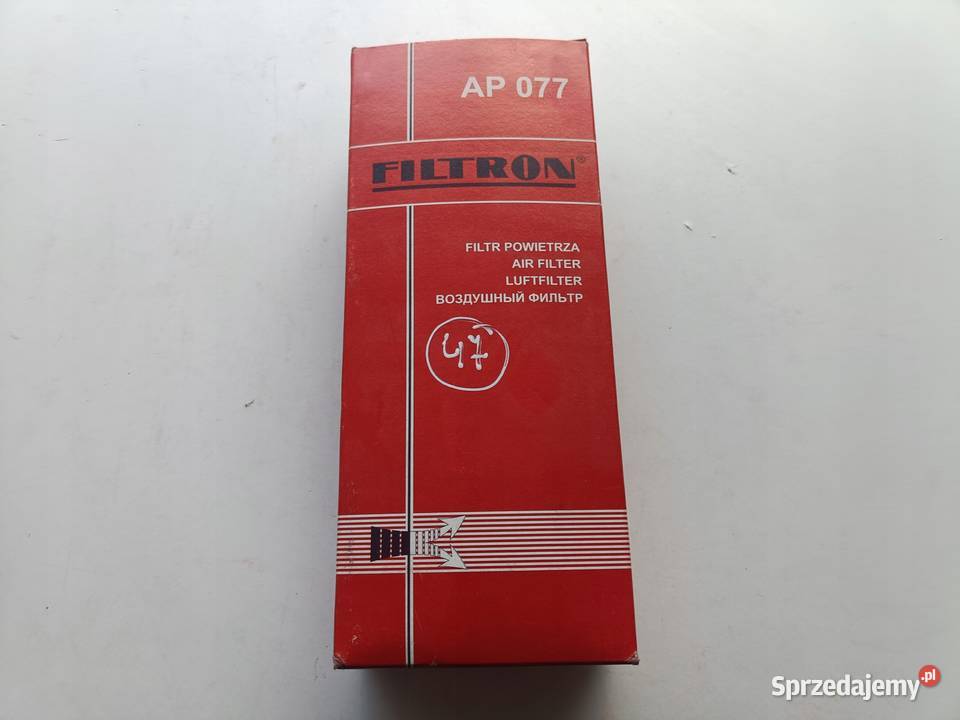 AP 077
FILTRON®
FILTR POWIETRZA
AIR FILTER
LUFTFILTER
ВОЗДУШНЫЙ ФИЛЬТР
47
Sprzedajemy.pl